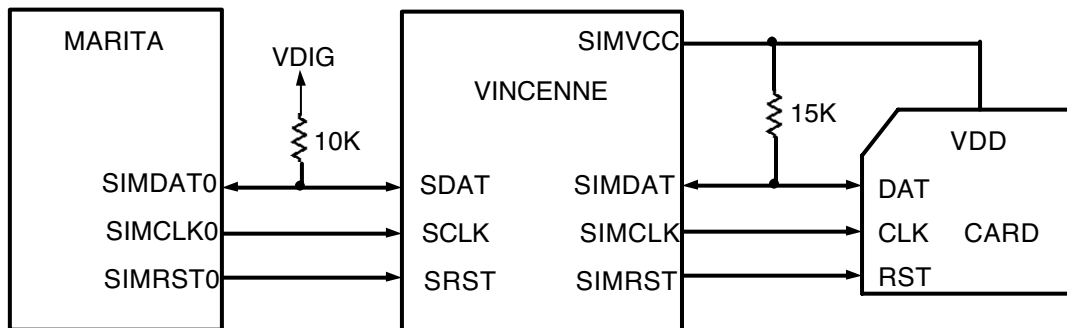 MARITA
SIMDAT0
SIMCLK0
SIMRST0
VDIG
10K
VINCENNE
SDAT
SCLK
SRST
SIMVCC
SIMDAT
SIMCLK
SIMRST
15K
VDD
DAT
CLK
CARD
RST